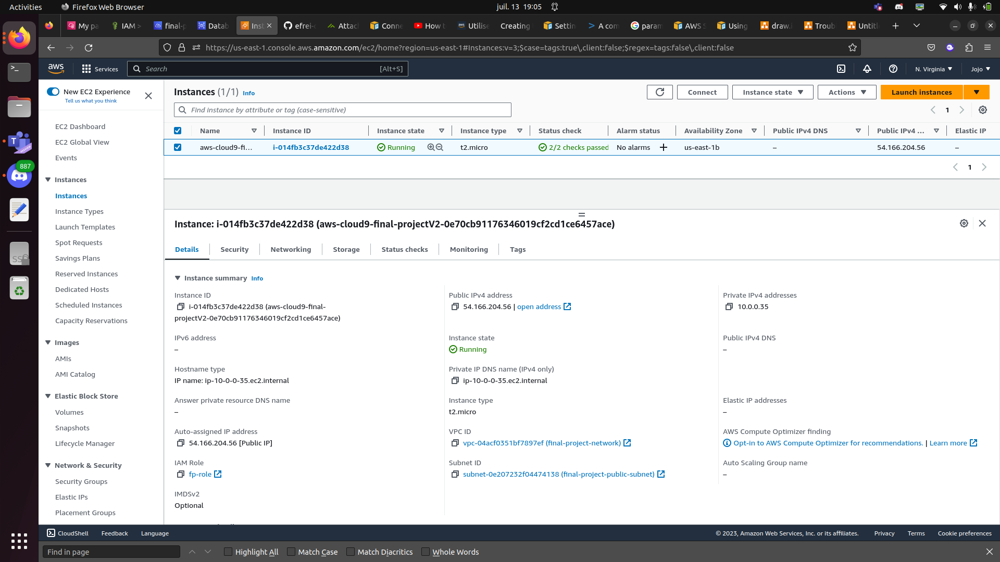 Activities
Firefox Web Browser
juil. 13 19:05
My pa
IAM >
final-p
Datab
Inst
efrei-c
Attach
Conne
How t
Utilise
Creating
Settin
A com
param
AWS S
Using
draw.i
Troub
Untitle
https://us-east-1.console.aws.amazon.com/ec2/home?region=us-east-1#Instances:v=3;$case=tags:true\,client:false;$regex=tags:false\,client:false
aws
Services
Search
[Alt+S]
N. Virginia
Jojo
New EC2 Experience
Tell us what you think
EC2 Dashboard
EC2 Global View
Events
Instances
Instances
Instance Types
Launch Templates
Spot Requests
Savings Plans
Reserved Instances
Dedicated Hosts
Scheduled Instances
Capacity Reservations
Images
AMIs
AMI Catalog
Elastic Block Store
Volumes
Snapshots
Lifecycle Manager
Network & Security
Security Groups
Elastic IPs
Placement Groups
887
SSD
Instances (1/1) Info
Connect
Instance state
Actions
Launch instances
Find instance by attribute or tag (case-sensitive)
1
Name
Instance ID
Instance state
Instance type
Status check
Alarm status
Availability Zone
Public IPv4 DNS
Public IPv4 ...
Elastic IP
aws-cloud9-fi...
i-014fb3c37de422d38
Running
t2.micro
2/2 checks passed
No alarms
us-east-1b
–
54.166.204.56
–
1
Instance: i-014fb3c37de422d38 (aws-cloud9-final-projectV2-0e70cb91176346019cf2cd1ce6457ace)
Details
Security
Networking
Storage
Status checks
Monitoring
Tags
Instance summary Info
Instance ID
i-014fb3c37de422d38 (aws-cloud9-final-
projectV2-0e70cb91176346019cf2cd1ce6457ace)
Public IPv4 address
54.166.204.56 | open address
Private IPv4 addresses
10.0.0.35
IPv6 address
–
Instance state
Running
Public IPv4 DNS
–
Hostname type
IP name: ip-10-0-0-35.ec2.internal
Private IP DNS name (IPv4 only)
ip-10-0-0-35.ec2.internal
Answer private resource DNS name
–
Instance type
t2.micro
Elastic IP addresses
–
Auto-assigned IP address
54.166.204.56 [Public IP]
VPC ID
vpc-04acf0351bf7897ef (final-project-network)
AWS Compute Optimizer finding
Opt-in to AWS Compute Optimizer for recommendations. | Learn more
IAM Role
fp-role
Subnet ID
subnet-0e207232f04474138 (final-project-public-subnet)
Auto Scaling Group name
–
IMDSv2
Optional
CloudShell
Feedback
Language
© 2023, Amazon Web Services, Inc. or its affiliates.
Privacy
Terms
Cookie preferences
Find in page
Highlight All
Match Case
Match Diacritics
Whole Words